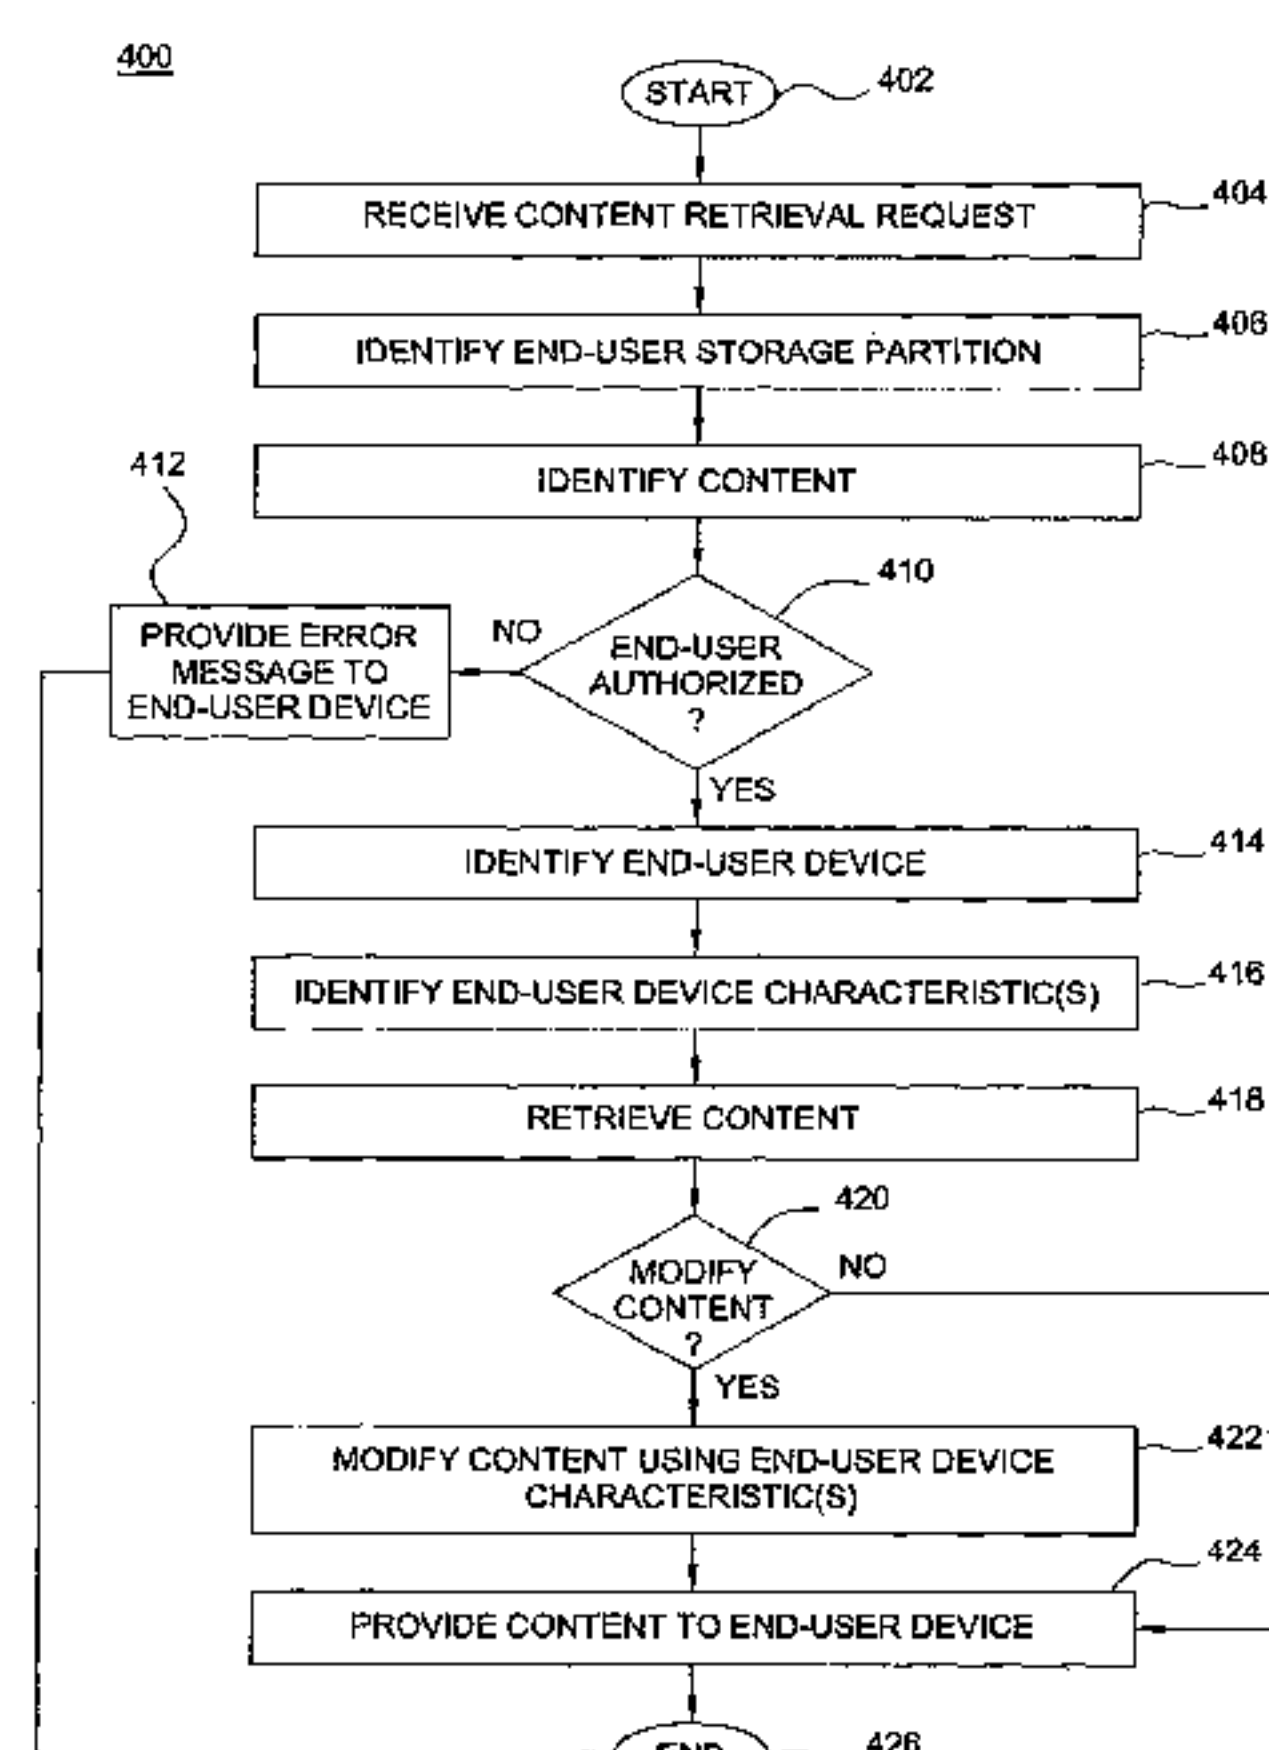 400
START
402
RECEIVE CONTENT RETRIEVAL REQUEST
404
IDENTIFY END-USER STORAGE PARTITION
406
IDENTIFY CONTENT
408
412
410
PROVIDE ERROR
MESSAGE TO
END-USER DEVICE
NO
END-USER
AUTHORIZED
?
YES
IDENTIFY END-USER DEVICE
414
IDENTIFY END-USER DEVICE CHARACTERISTIC(S)
416
RETRIEVE CONTENT
418
420
MODIFY
CONTENT
?
NO
YES
MODIFY CONTENT USING END-USER DEVICE
CHARACTERISTIC(S)
422
424
PROVIDE CONTENT TO END-USER DEVICE
END
426